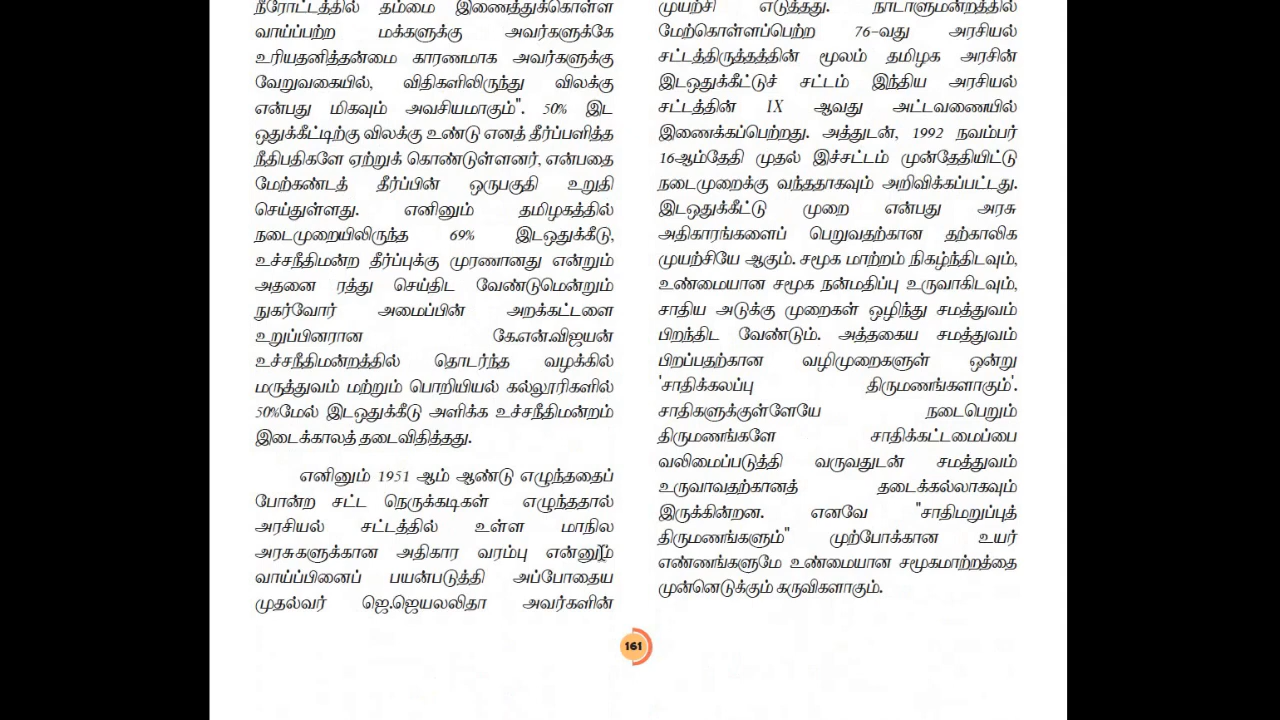 நீரோட்டத்தில் தம்மை இணைத்துக்கொள்ள
வாய்ப்பற்ற மக்களுக்கு அவர்களுக்கே
உரியதனித்தன்மை காரணமாக அவர்களுக்கு
வேறுவகையில், விதிகளிலிருந்து விலக்கு
என்பது மிகவும் அவசியமாகும்". 50% இட
ஒதுக்கீட்டிற்கு விலக்கு உண்டு எனத் தீர்ப்பளித்த
நீதிபதிகளே ஏற்றுக் கொண்டுள்ளனர், என்பதை
மேற்கண்டத் தீர்ப்பின் ஒருபகுதி உறுதி
செய்துள்ளது. எனினும் தமிழகத்தில்
நடைமுறையிலிருந்த 69% இடஒதுக்கீடு,
உச்சநீதிமன்ற தீர்ப்புக்கு முரணானது என்றும்
அதனை ரத்து செய்திட வேண்டுமென்றும்
நுகர்வோர் அமைப்பின் அறக்கட்டளை
உறுப்பினரான கே.என்.விஜயன்
உச்சநீதிமன்றத்தில் தொடர்ந்த வழக்கில்
மருத்துவம் மற்றும் பொறியியல் கல்லூரிகளில்
50%மேல் இடஒதுக்கீடு அளிக்க உச்சநீதிமன்றம்
இடைக்காலத் தடைவிதித்தது.
எனினும் 1951 ஆம் ஆண்டு எழுந்ததைப்
போன்ற சட்ட நெருக்கடிகள் எழுந்ததால்
அரசியல் சட்டத்தில் உள்ள மாநில
அரசுகளுக்கான அதிகார வரம்பு என்னும்
வாய்ப்பினைப் பயன்படுத்தி அப்போதைய
முதல்வர் ஜெ.ஜெயலலிதா அவர்களின்
முயற்சி எடுத்தது. நாடாளுமன்றத்தில்
மேற்கொள்ளப்பெற்ற 76-வது அரசியல்
சட்டத்திருத்தத்தின் மூலம் தமிழக அரசின்
இடஒதுக்கீட்டுச் சட்டம் இந்திய அரசியல்
சட்டத்தின் IX ஆவது அட்டவணையில்
இணைக்கப்பெற்றது. அத்துடன், 1992 நவம்பர்
16ஆம்தேதி முதல் இச்சட்டம் முன்தேதியிட்டு
நடைமுறைக்கு வந்ததாகவும் அறிவிக்கப்பட்டது.
இடஒதுக்கீட்டு முறை என்பது அரசு
அதிகாரங்களைப் பெறுவதற்கான தற்காலிக
முயற்சியே ஆகும். சமூக மாற்றம் நிகழ்ந்திடவும்,
உண்மையான சமூக நன்மதிப்பு உருவாகிடவும்,
சாதிய அடுக்கு முறைகள் ஒழிந்து சமத்துவம்
பிறந்திட வேண்டும். அத்தகைய சமத்துவம்
பிறப்பதற்கான வழிமுறைகளுள் ஒன்று
'சாதிக்கலப்பு திருமணங்களாகும்'.
சாதிகளுக்குள்ளேயே நடைபெறும்
திருமணங்களே சாதிக்கட்டமைப்பை
வலிமைப்படுத்தி வருவதுடன் சமத்துவம்
உருவாவதற்கானத் தடைக்கல்லாகவும்
இருக்கின்றன. எனவே "சாதிமறுப்புத்
திருமணங்களும்" முற்போக்கான உயர்
எண்ணங்களுமே உண்மையான சமூகமாற்றத்தை
முன்னெடுக்கும் கருவிகளாகும்.
161